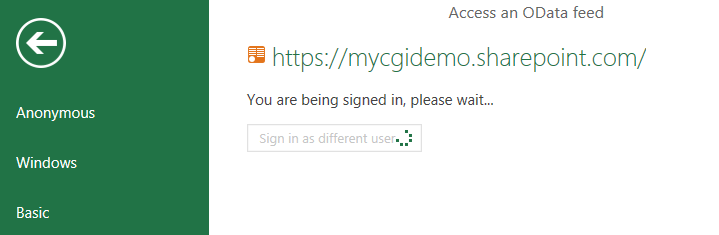 Access an OData feed
https://mycgidemo.sharepoint.com/
Anonymous
Windows
Basic
You are being signed in, please wait...
Sign in as different user